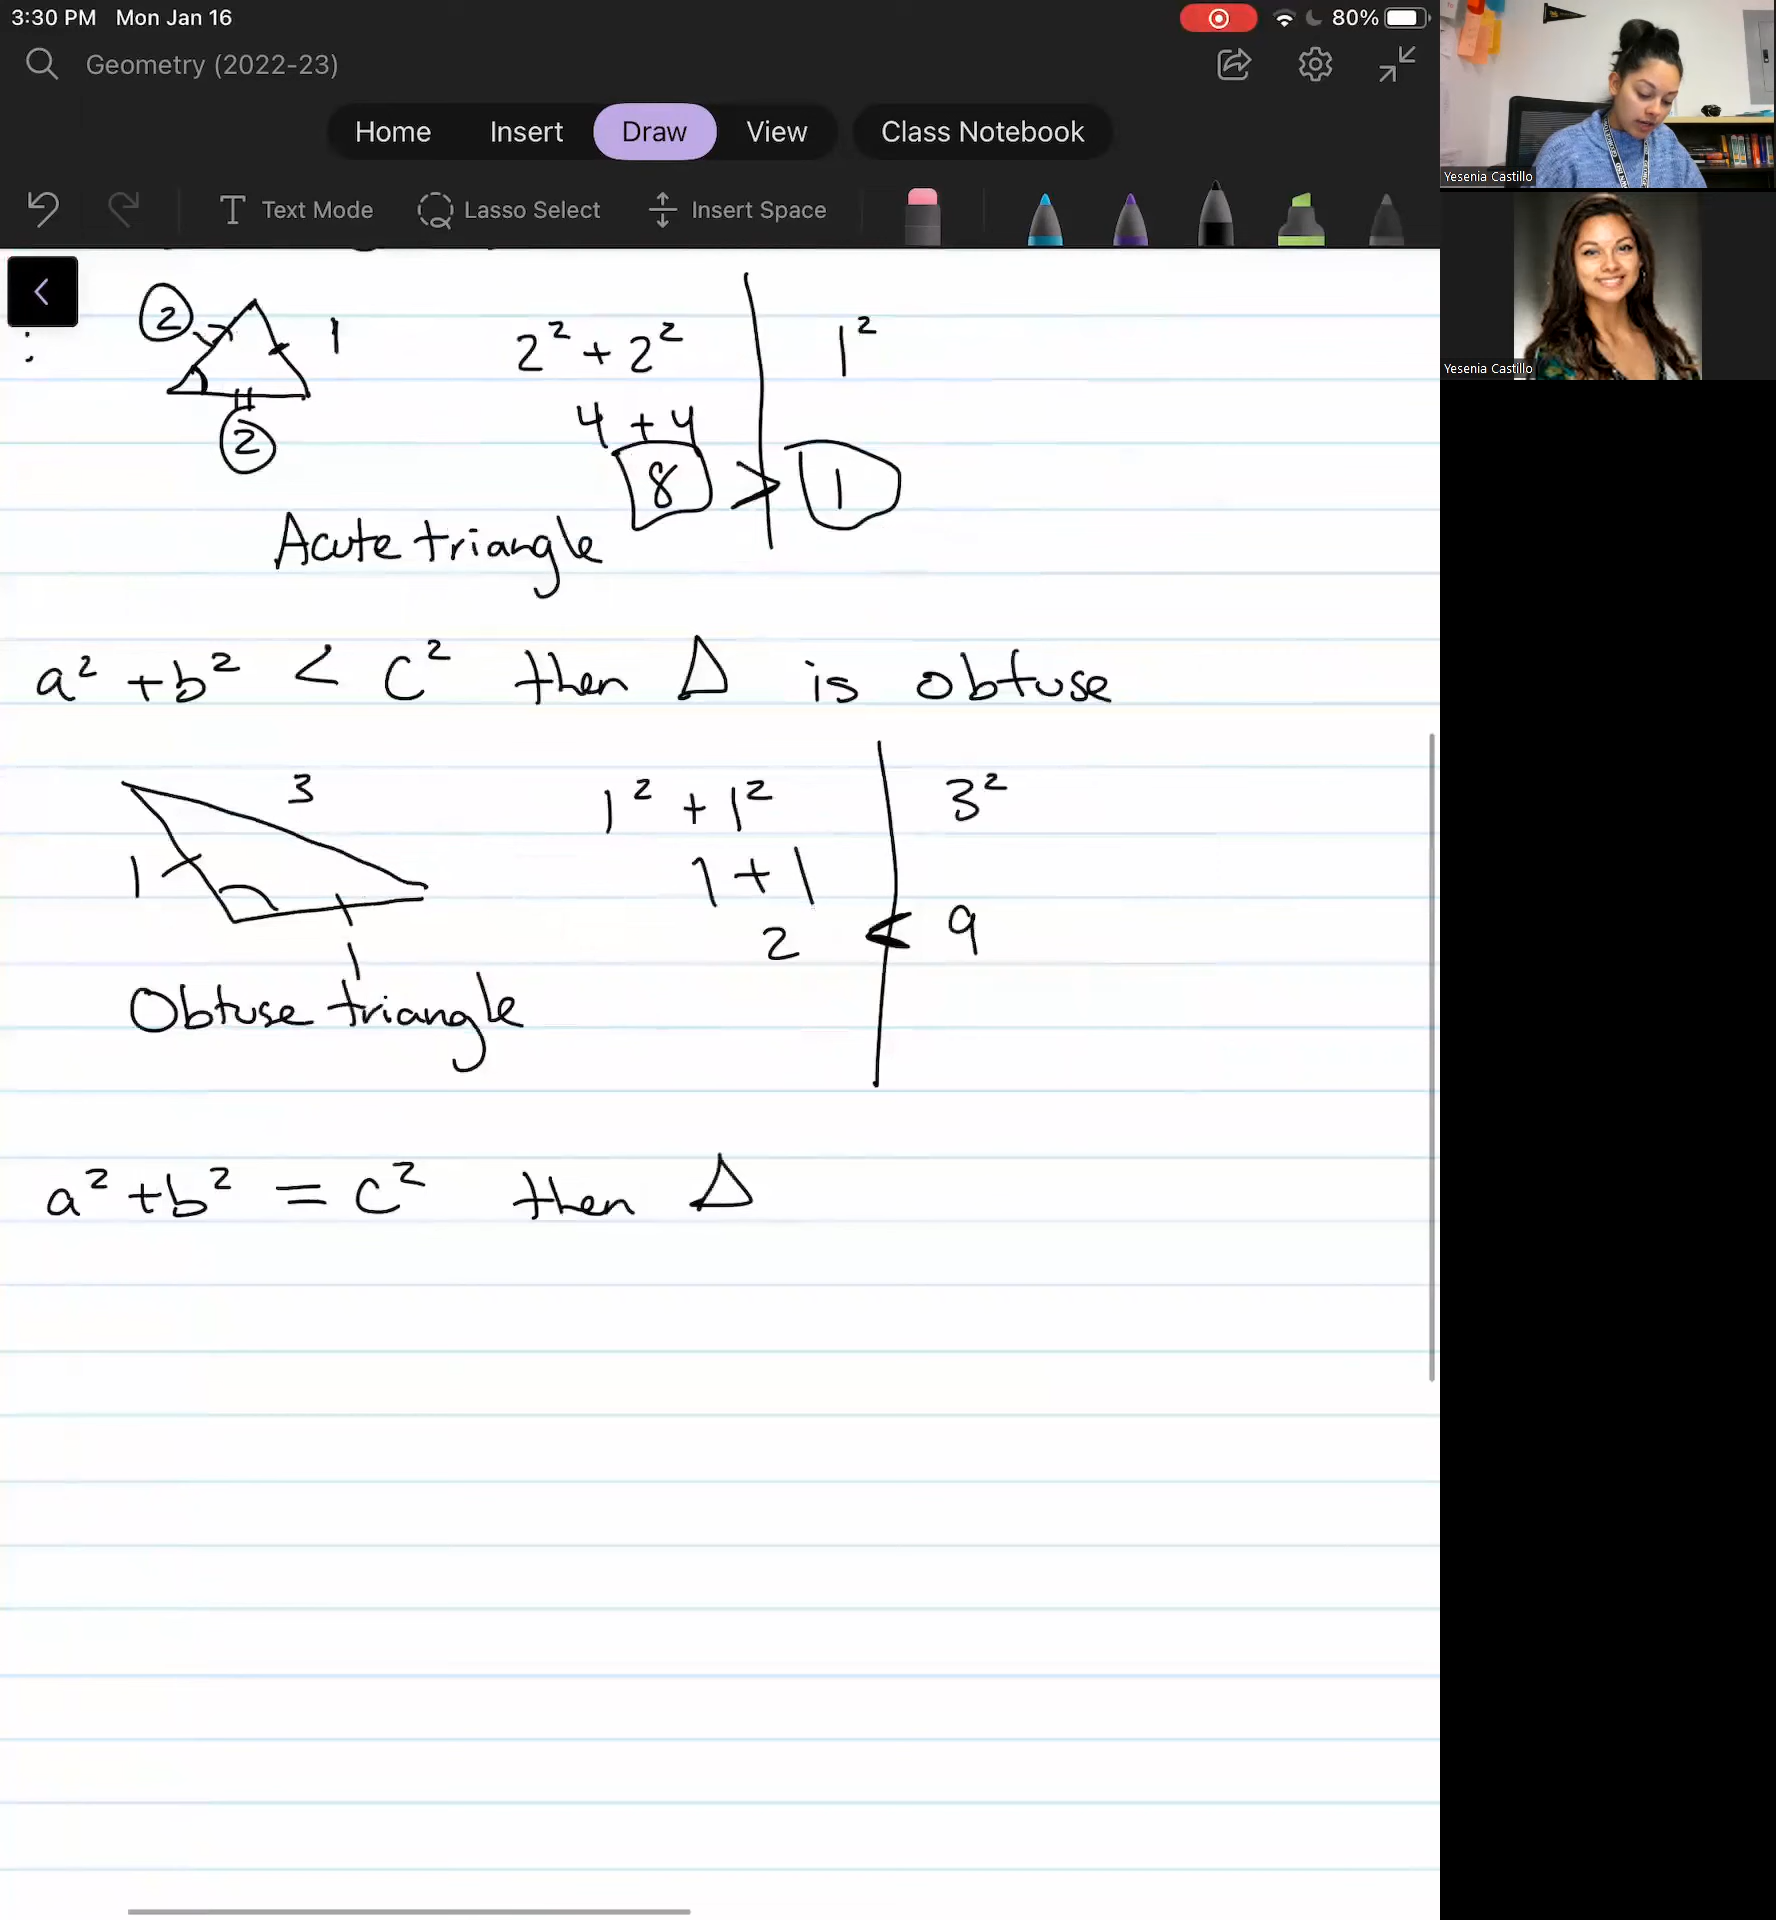 3:30 PM Mon Jan 16 80%
Geometry (2022-23)
Home Insert Draw View Class Notebook
Text Mode Lasso Select Insert Space
Yesenia Castillo
Yesenia Castillo
2 1 2² + 2² 1²
2 4 + 4
8 > 1
Acute triangle
a² + b² < c² then △ is obtuse
3 1² + 1² 3²
1 1 + 1
1 2 < 9
Obtuse triangle
a² + b² = c² then △